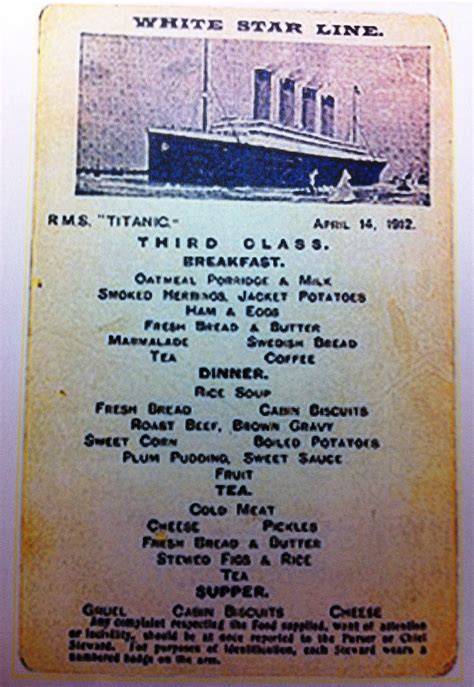 WHITE STAR LINE.
R.M.S. "TITANIC." APRIL 14, 1912.
THIRD CLASS.
BREAKFAST.
OATMEAL PORRIDGE & MILK
SMOKED HERRINGS, JACKET POTATOES
HAM & EGGS
FRESH BREAD & BUTTER
MARMALADE SWEDISH BREAD
TEA COFFEE
DINNER.
RICE SOUP
FRESH BREAD CABIN BISCUITS
ROAST BEEF, BROWN GRAVY
SWEET CORN BOILED POTATOES
PLUM PUDDING, SWEET SAUCE
FRUIT
TEA.
COLD MEAT
CHEESE PICKLES
FRESH BREAD & BUTTER
STEWED FIGS & RICE
TEA
SUPPER.
GRUEL CABIN BISCUITS CHEESE
Any complaint respecting the Food supplied, want of attention
or incivility, should be at once reported to the Purser or Chief
Steward. For purposes of identification, each Steward wears a
numbered badge on the arm.